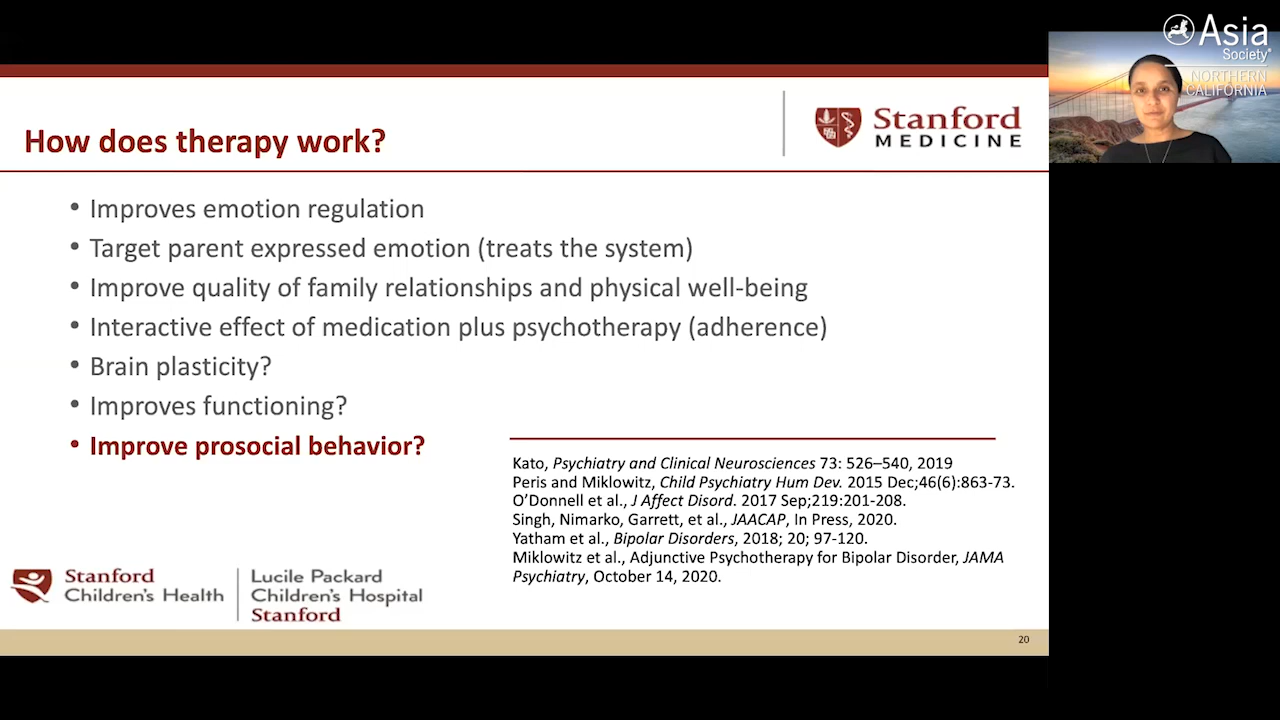 Asia
Society
NORTHERN
CALIFORNIA
How does therapy work?
Stanford
MEDICINE
• Improves emotion regulation
• Target parent expressed emotion (treats the system)
• Improve quality of family relationships and physical well-being
• Interactive effect of medication plus psychotherapy (adherence)
• Brain plasticity?
• Improves functioning?
• Improve prosocial behavior?
Kato, Psychiatry and Clinical Neurosciences 73: 526–540, 2019
Peris and Miklowitz, Child Psychiatry Hum Dev. 2015 Dec;46(6):863-73.
O’Donnell et al., J Affect Disord. 2017 Sep;219:201-208.
Singh, Nimarko, Garrett, et al., JAACAP, In Press, 2020.
Yatham et al., Bipolar Disorders, 2018; 20; 97-120.
Miklowitz et al., Adjunctive Psychotherapy for Bipolar Disorder, JAMA
Psychiatry, October 14, 2020.
Stanford
Children’s Health
Lucile Packard
Children’s Hospital
Stanford
20